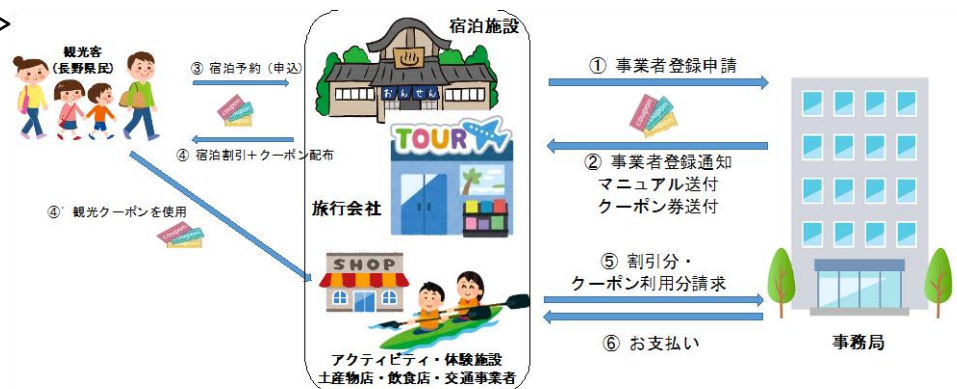 >
宿泊施設
観光客
(長野県民)
③ 宿泊予約（申込）
① 事業者登録申請
おんせん
coupon
coupon
TOUR
④ 宿泊割引＋クーポン配布
② 事業者登録通知
マニュアル送付
クーポン券送付
旅行会社
④’観光クーポンを使用
coupon
SHOP
⑤ 割引分・
クーポン利用分請求
⑥ お支払い
事務局
アクティビティ・体験施設
土産物店・飲食店・交通事業者